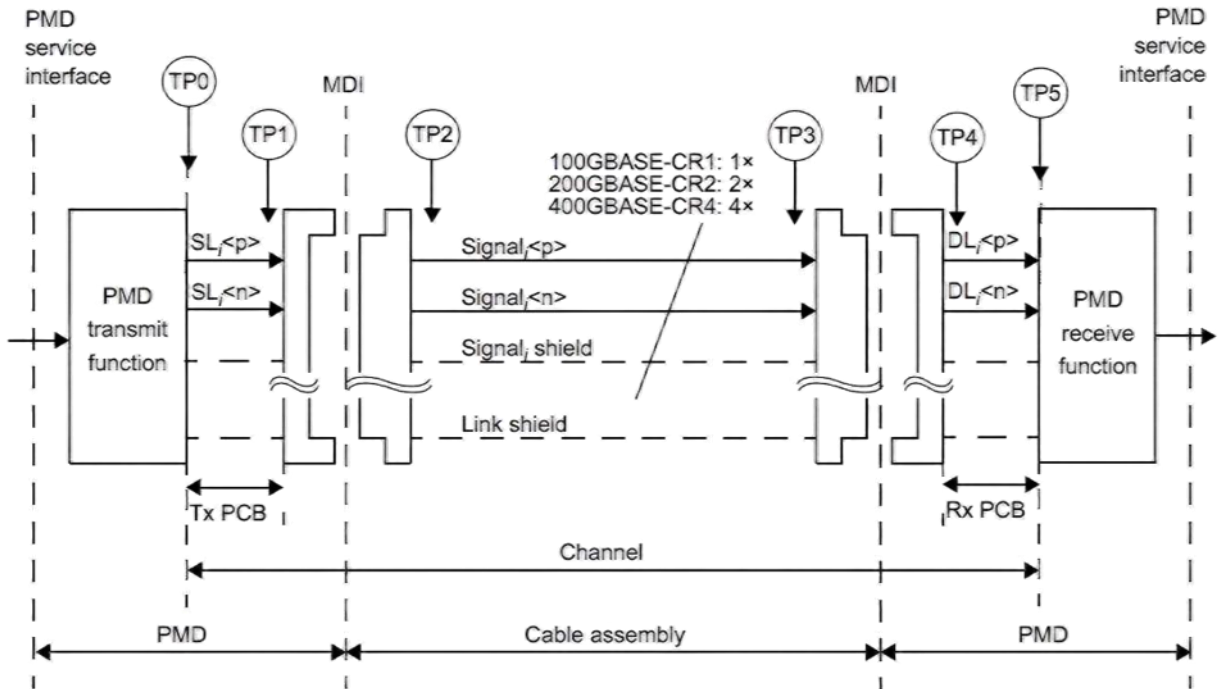 PMD
service
interface
PMD
service
interface
TP0
TP5
MDI
MDI
TP1
TP2
TP3
TP4
100GBASE-CR1: 1×
200GBASE-CR2: 2×
400GBASE-CR4: 4×
SLi<p>
Signali<p>
DLi<p>
SLi<n>
Signali<n>
DLi<n>
PMD
transmit
function
PMD
receive
function
Signali shield
Link shield
Tx PCB
Rx PCB
Channel
PMD
Cable assembly
PMD